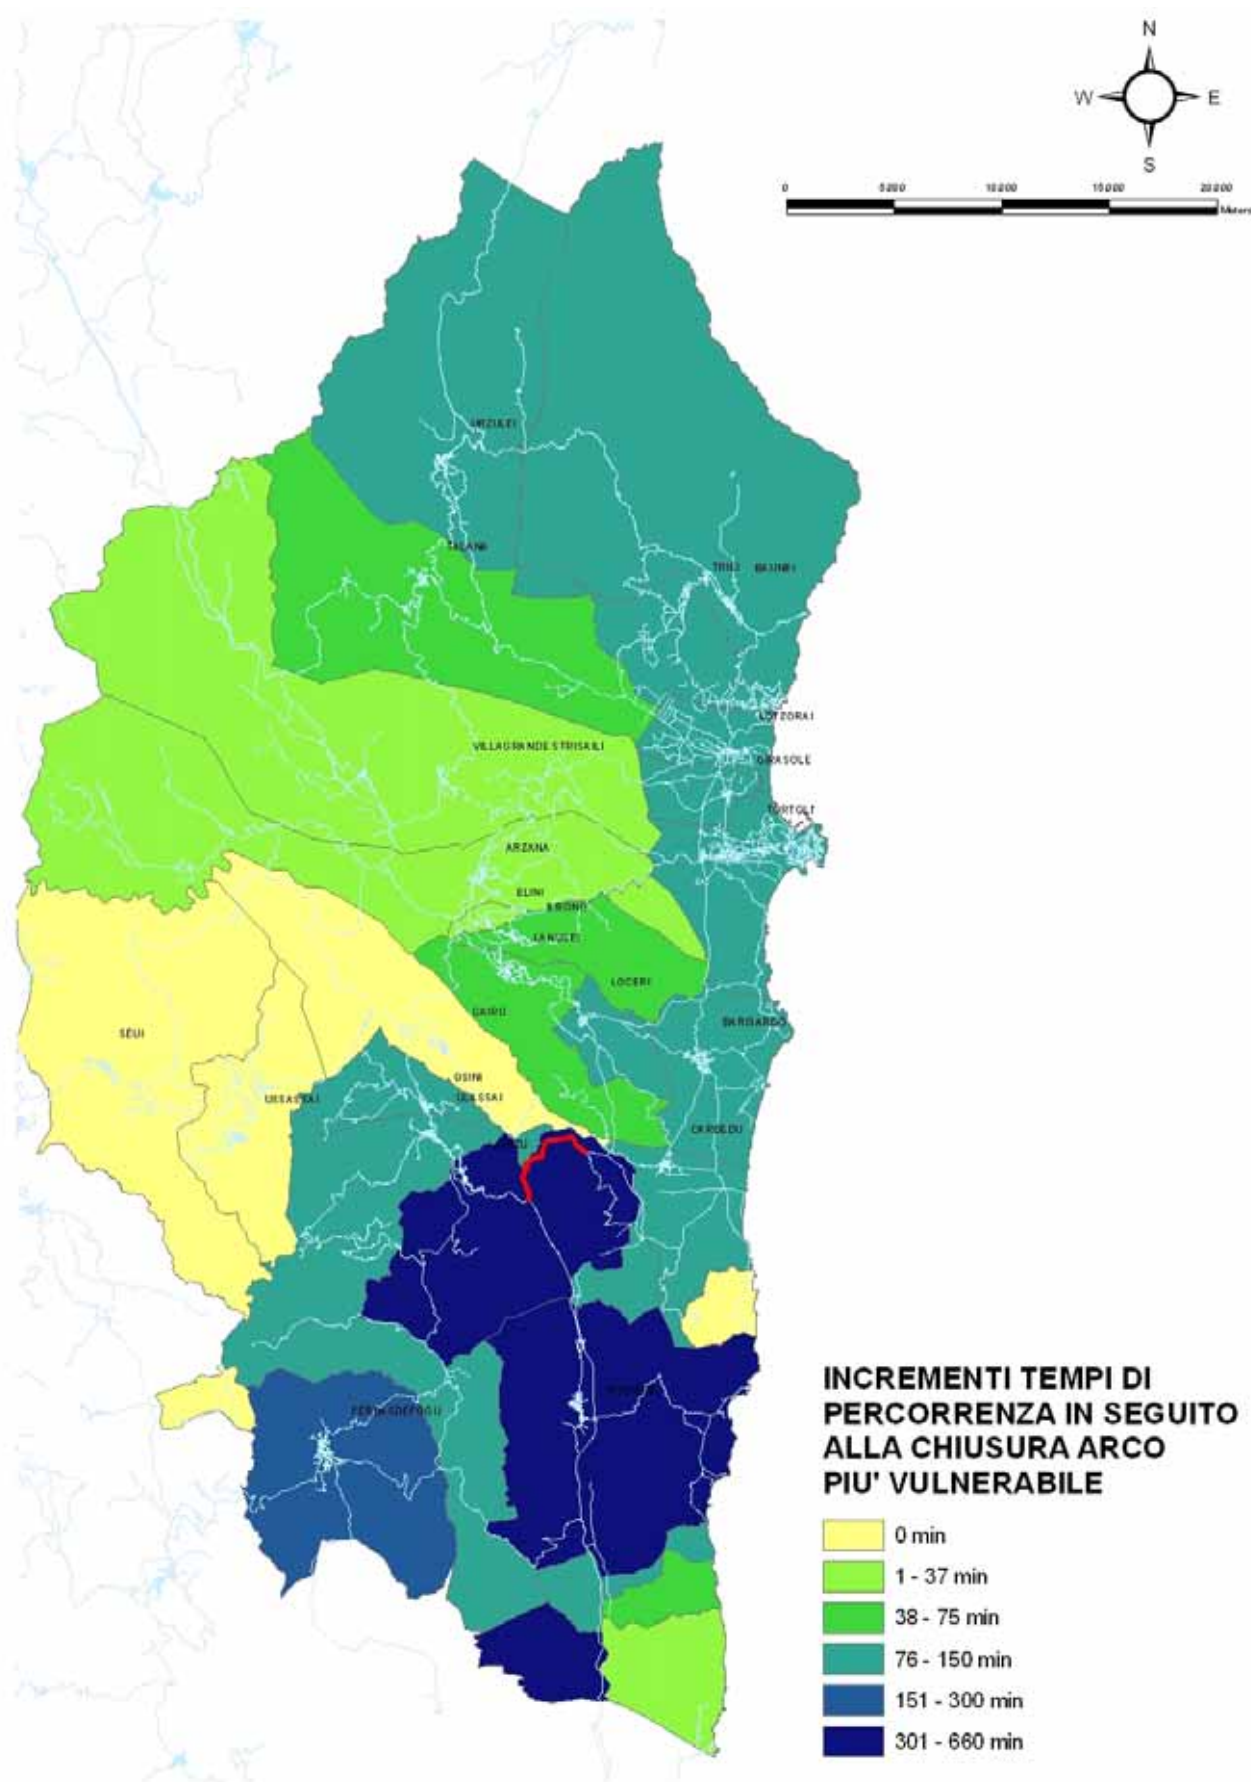 N
W E
S
0 5000 10000 15000 20000
Meters
URZULEI
TALANA
TRIEI BAUNEI
LOTZORAI
VILLAGRANDE STRISAILI
GIRASOLE
TORTOLI'
ARZANA
ELINI
ILBONO
LANUSEI
LOCERI
GAIRO
BARISARDO
SEUI
OSINI
USSASSAI
ULASSAI
CARDEDU
PERDASDEFOGU
INCREMENTI TEMPI DI
PERCORRENZA IN SEGUITO
ALLA CHIUSURA ARCO
PIU' VULNERABILE
0 min
1 - 37 min
38 - 75 min
76 - 150 min
151 - 300 min
301 - 660 min